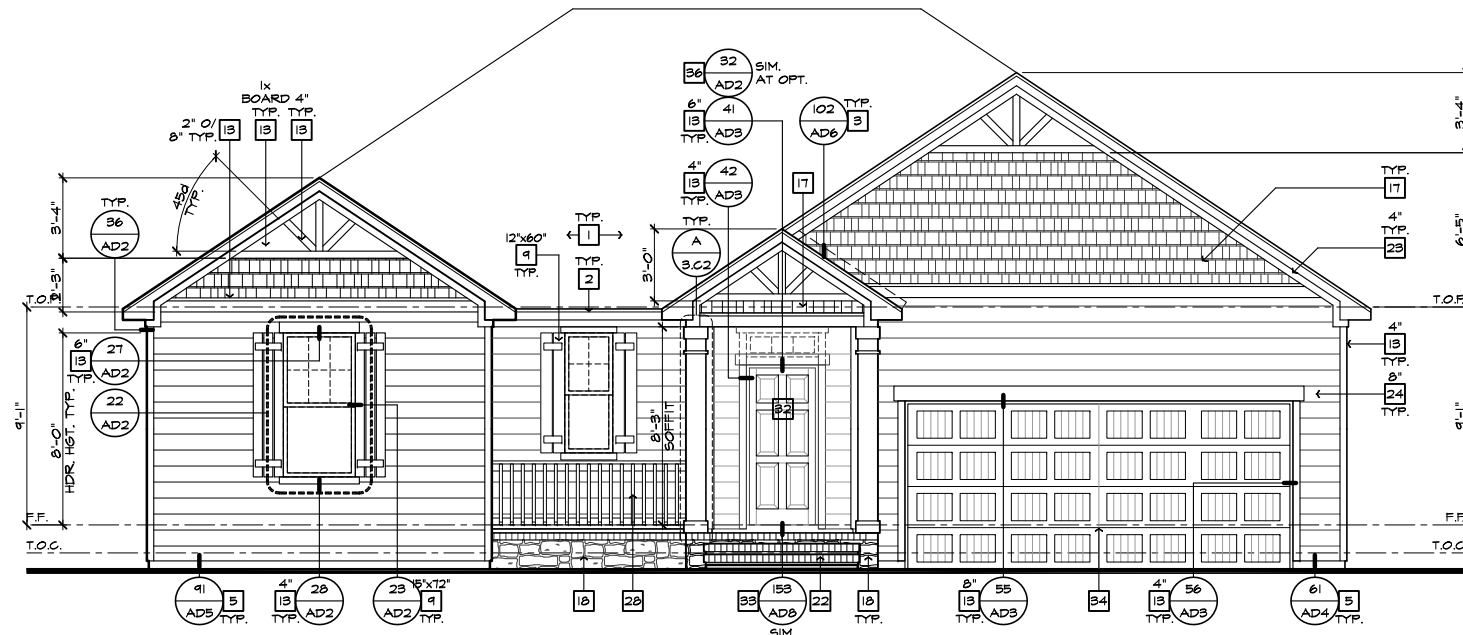 32
AD2
36
SIM.
AT OPT.
1x
BOARD 4"
TYP. TYP.
2" O/
8" TYP.
13
13
13
6"
13
TYP.
41
AD3
102
AD6
TYP.
3
3'-4"
45d
TYP.
4"
13
TYP.
42
AD3
17
TYP.
17
TYP.
36
AD2
3'-4"
TYP.
1
TYP.
A
3.C2
4"
TYP.
23
6'-5"
12"x60"
9
TYP.
TYP.
2
3'-0"
2'-3"
T.O.P.
T.O.P.
6"
13
TYP.
27
AD2
4"
13
TYP.
22
AD2
32
8"
24
TYP.
9'-1"
8'-0"
HDR. HGT. TYP.
8'-3"
SOFFIT
9'-1"
F.F.
F.F.
T.O.C.
T.O.C.
91
AD5
5
TYP.
4"
13
TYP.
28
AD2
23
AD2
15"x72"
9
TYP.
18
28
33
153
AD8
SIM.
22
18
TYP.
8"
13
TYP.
55
AD3
34
4"
13
TYP.
56
AD3
61
AD4
5
TYP.